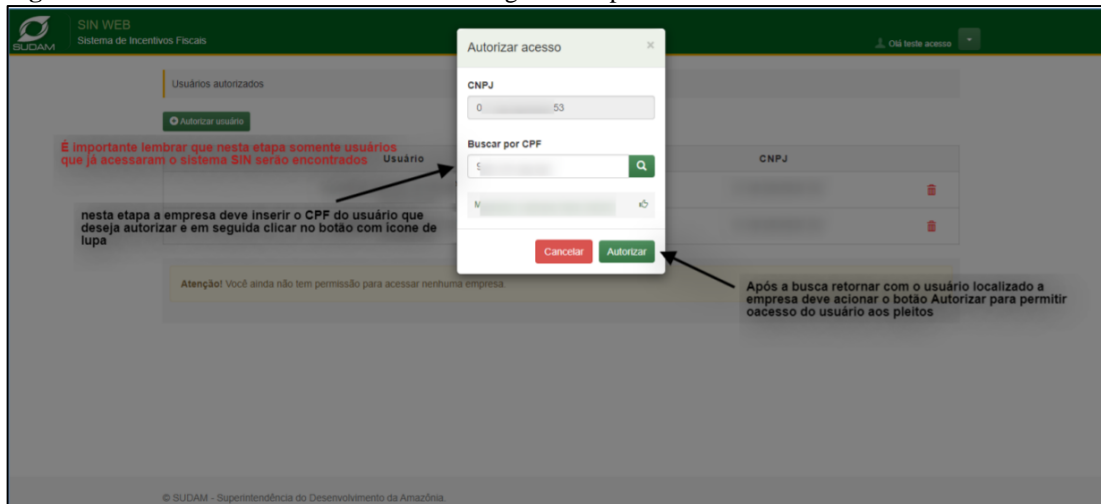 SIN WEB
Sistema de Incentivos Fiscais
SUDAM
Olá teste acesso
Autorizar acesso
×
Usuários autorizados
CNPJ
0 53
Autorizar usuário
É importante lembrar que nesta etapa somente usuários
que já acessaram o sistema SIN serão encontrados
Buscar por CPF
Usuário
CNPJ
nesta etapa a empresa deve inserir o CPF do usuário que
deseja autorizar e em seguida clicar no botão com ícone de
lupa
M
Cancelar
Autorizar
Atenção! Você ainda não tem permissão para acessar nenhuma empresa.
Após a busca retornar com o usuário localizado a
empresa deve acionar o botão Autorizar para permitir
oacesso do usuário aos pleitos
© SUDAM - Superintendência do Desenvolvimento da Amazônia.